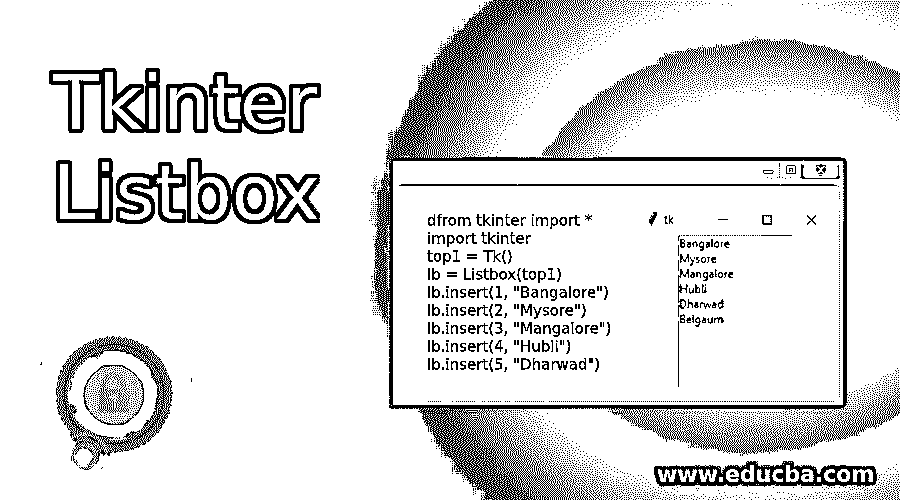 Tkinter
Listbox
dfrom tkinter import *
import tkinter
top1 = Tk()
lb = Listbox(top1)
lb.insert(1, "Bangalore")
lb.insert(2, "Mysore")
lb.insert(3, "Mangalore")
lb.insert(4, "Hubli")
lb.insert(5, "Dharwad")
tk
Bangalore
Mysore
Mangalore
Hubli
Dharwad
Belgaum
www.educba.com